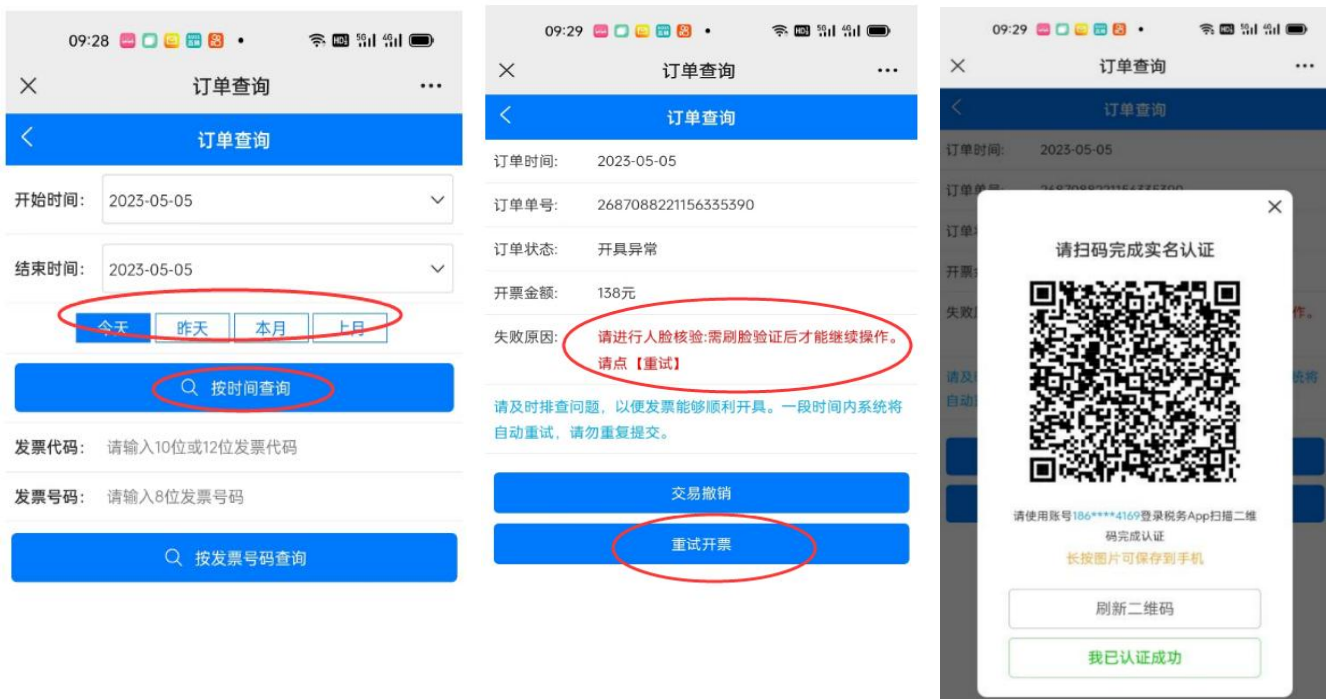 09:28
订单查询
订单查询
开始时间: 2023-05-05
结束时间: 2023-05-05
今天 昨天 本月 上月
按时间查询
发票代码: 请输入10位或12位发票代码
发票号码: 请输入8位发票号码
按发票号码查询
09:29
订单查询
订单查询
订单时间: 2023-05-05
订单单号: 2687088221156335390
订单状态: 开具异常
开票金额: 138元
失败原因: 请进行人脸核验:需刷脸验证后才能继续操作。
请点【重试】
请及时排查问题，以便发票能够顺利开具。一段时间内系统将
自动重试，请勿重复提交。
交易撤销
重试开票
09:29
订单查询
订单查询
订单时间: 2023-05-05
请扫码完成实名认证
请使用账号186****4169登录税务App扫描二维
码完成认证
长按图片可保存到手机
刷新二维码
我已认证成功